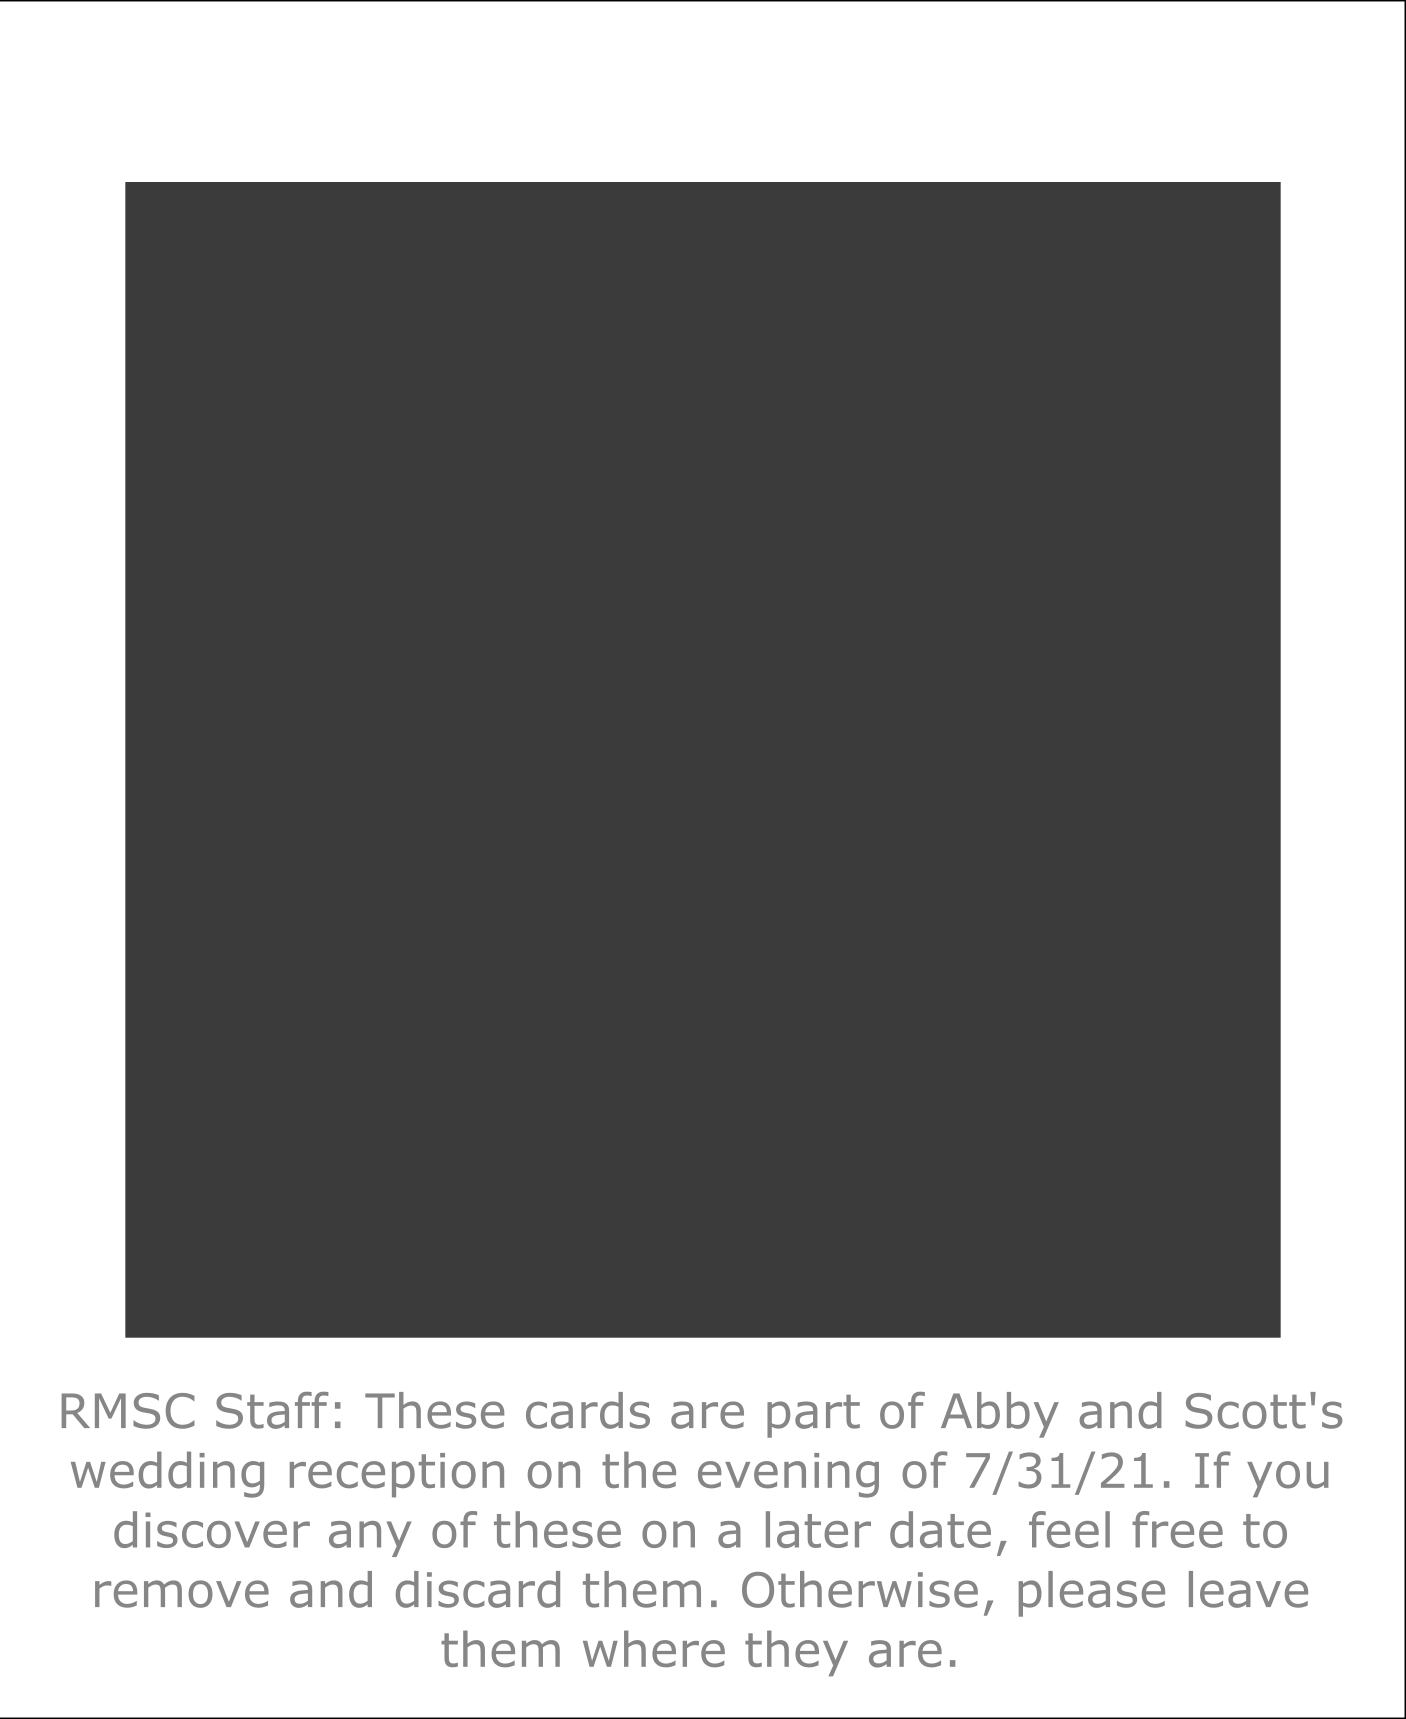 RMSC Staff: These cards are part of Abby and Scott's
wedding reception on the evening of 7/31/21. If you
discover any of these on a later date, feel free to
remove and discard them. Otherwise, please leave
them where they are.